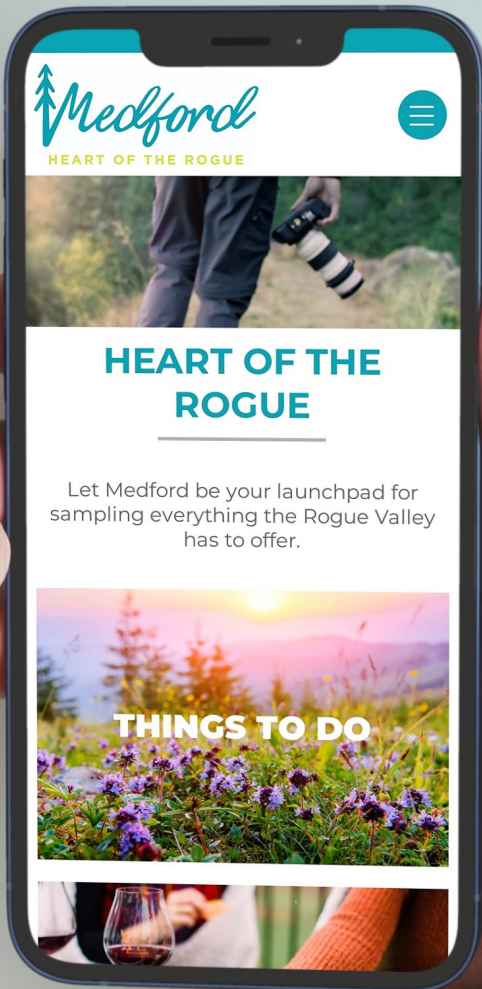 Medford
HEART OF THE ROGUE
HEART OF THE
ROGUE
Let Medford be your launchpad for
sampling everything the Rogue Valley
has to offer.
THINGS TO DO